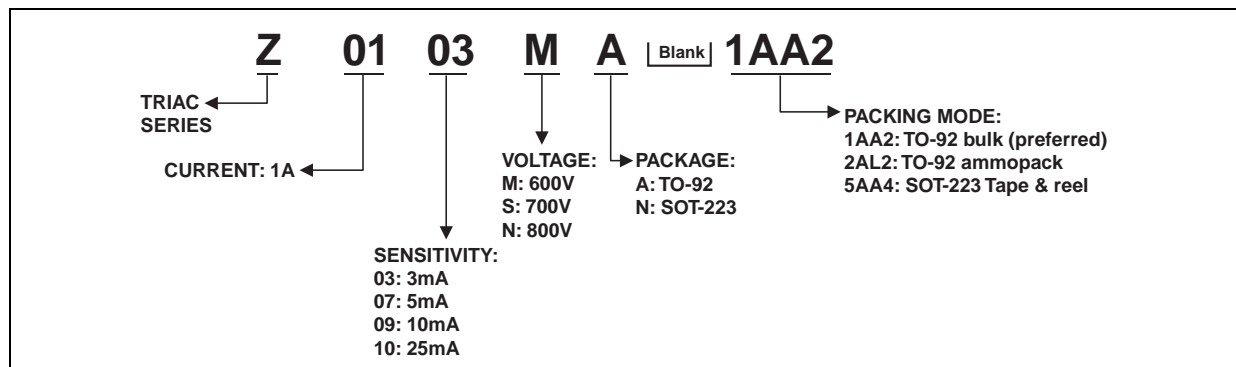 Z 01 03 M A Blank 1AA2
TRIAC
SERIES
CURRENT: 1A
SENSITIVITY:
03: 3mA
07: 5mA
09: 10mA
10: 25mA
VOLTAGE:
M: 600V
S: 700V
N: 800V
PACKAGE:
A: TO-92
N: SOT-223
PACKING MODE:
1AA2: TO-92 bulk (preferred)
2AL2: TO-92 ammopack
5AA4: SOT-223 Tape & reel